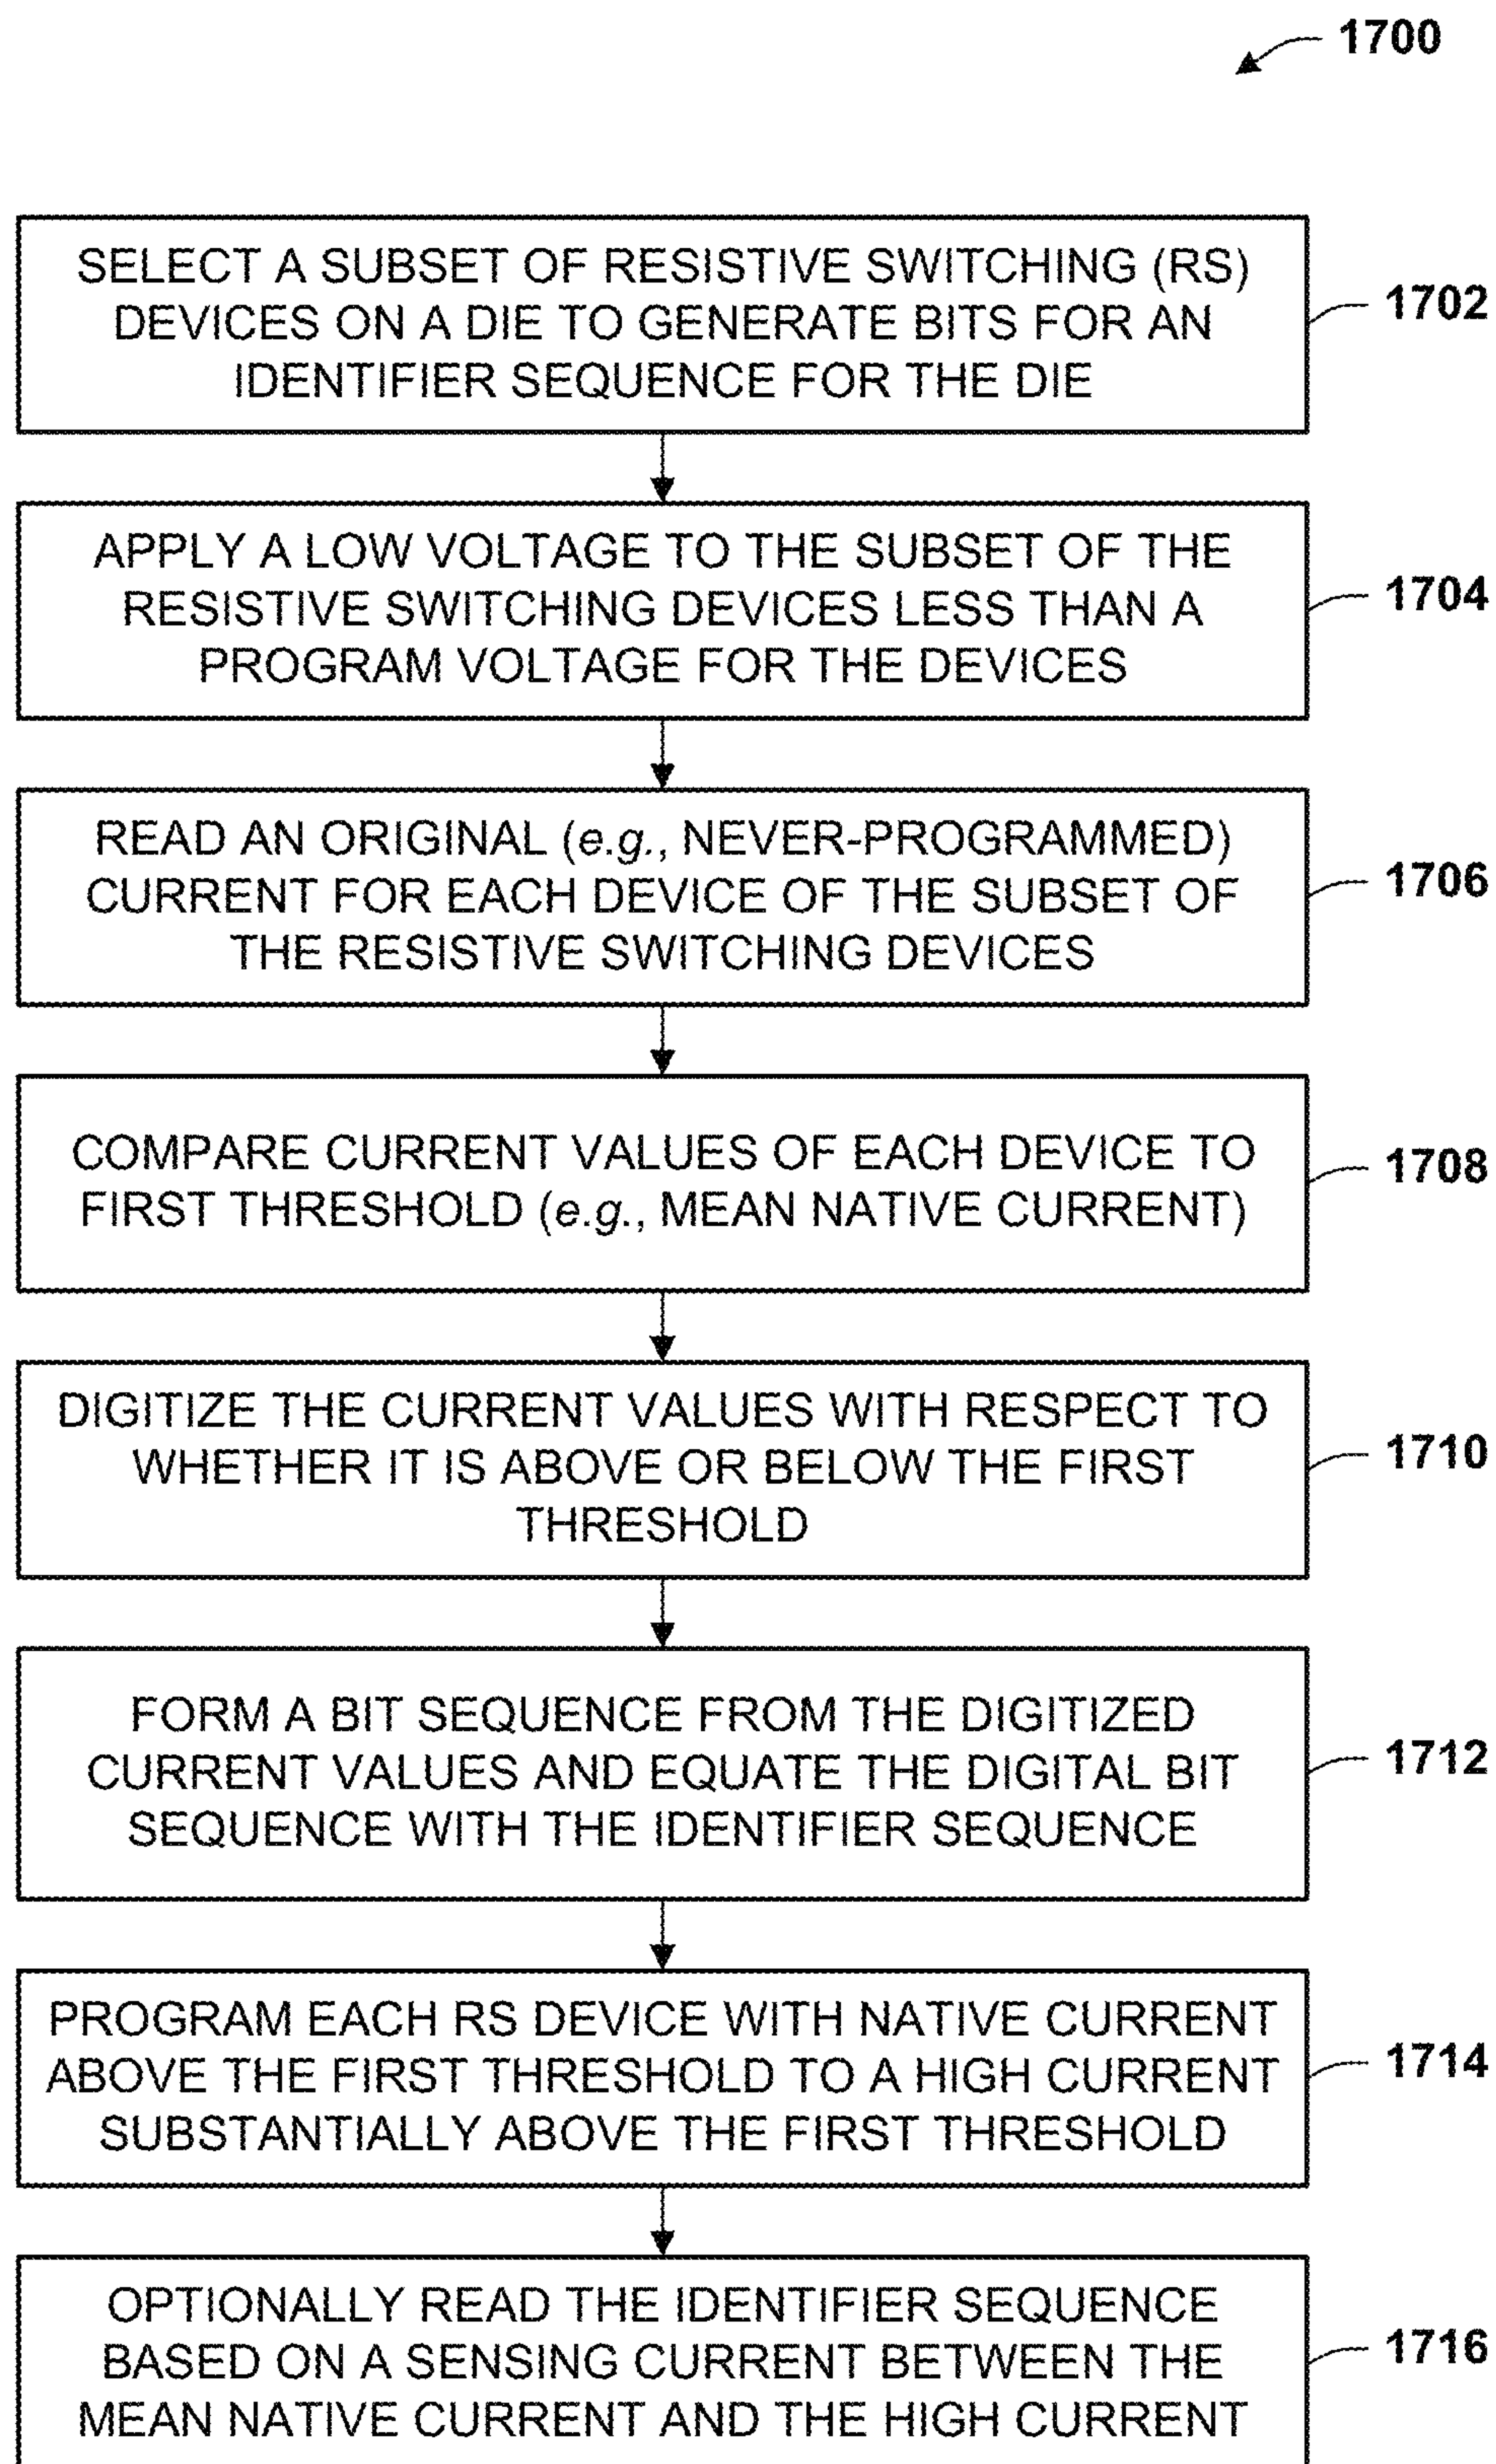 1700
SELECT A SUBSET OF RESISTIVE SWITCHING (RS)
DEVICES ON A DIE TO GENERATE BITS FOR AN
IDENTIFIER SEQUENCE FOR THE DIE
1702
APPLY A LOW VOLTAGE TO THE SUBSET OF THE
RESISTIVE SWITCHING DEVICES LESS THAN A
PROGRAM VOLTAGE FOR THE DEVICES
1704
READ AN ORIGINAL (e.g., NEVER-PROGRAMMED)
CURRENT FOR EACH DEVICE OF THE SUBSET OF
THE RESISTIVE SWITCHING DEVICES
1706
COMPARE CURRENT VALUES OF EACH DEVICE TO
FIRST THRESHOLD (e.g., MEAN NATIVE CURRENT)
1708
DIGITIZE THE CURRENT VALUES WITH RESPECT TO
WHETHER IT IS ABOVE OR BELOW THE FIRST
THRESHOLD
1710
FORM A BIT SEQUENCE FROM THE DIGITIZED
CURRENT VALUES AND EQUATE THE DIGITAL BIT
SEQUENCE WITH THE IDENTIFIER SEQUENCE
1712
PROGRAM EACH RS DEVICE WITH NATIVE CURRENT
ABOVE THE FIRST THRESHOLD TO A HIGH CURRENT
SUBSTANTIALLY ABOVE THE FIRST THRESHOLD
1714
OPTIONALLY READ THE IDENTIFIER SEQUENCE
BASED ON A SENSING CURRENT BETWEEN THE
MEAN NATIVE CURRENT AND THE HIGH CURRENT
1716